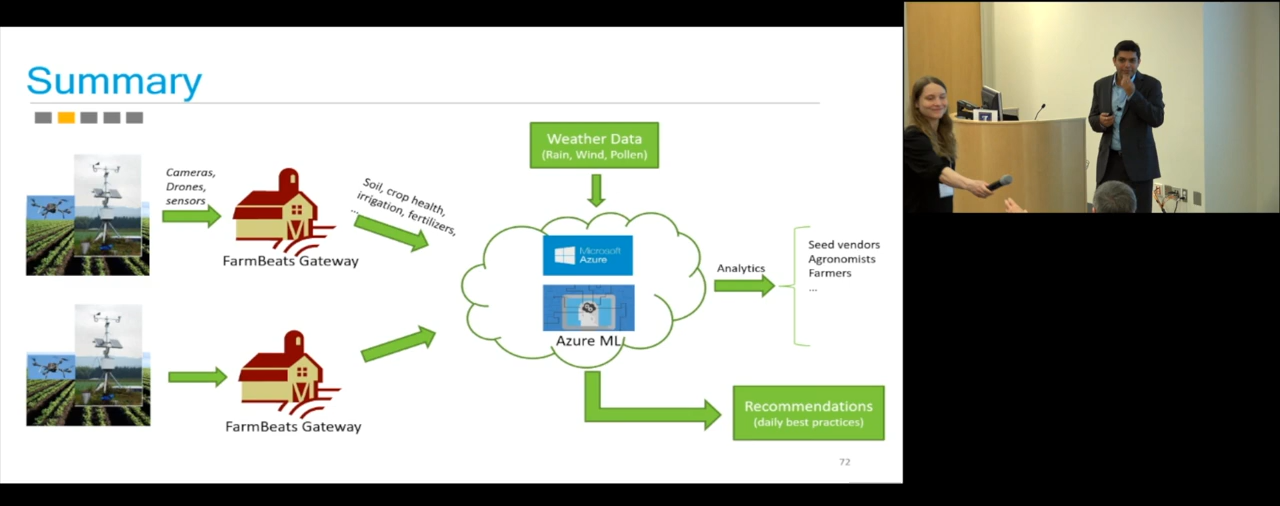 Summary
Weather Data
(Rain, Wind, Pollen)
Cameras,
Drones,
sensors
Soil, crop health,
irrigation, fertilizers,
...
FarmBeats Gateway
Microsoft
Azure
Azure ML
Analytics
Seed vendors
Agronomists
Farmers
...
FarmBeats Gateway
Recommendations
(daily best practices)
72